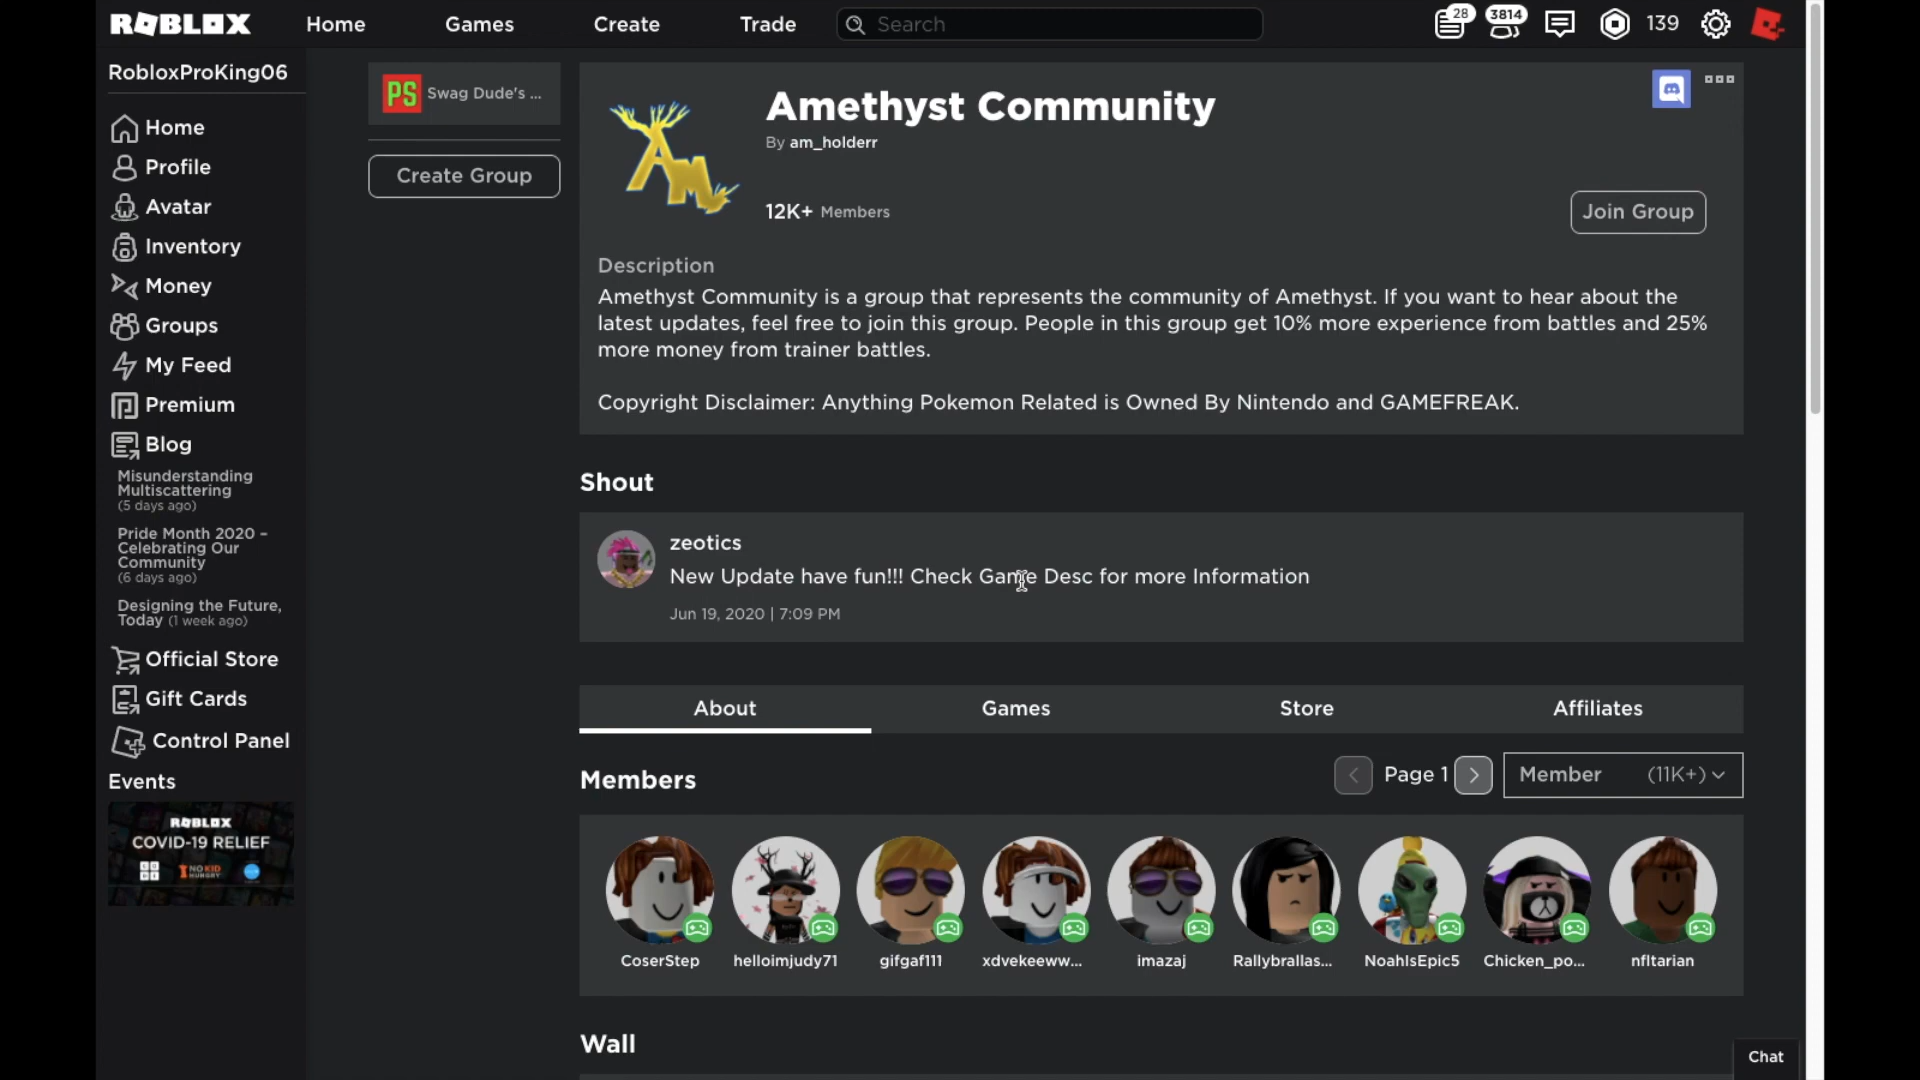 ROBLOX
Home
Games
Create
Trade
Search
28
3814
139
RobloxProKing06
Home
Profile
Avatar
Inventory
Money
Groups
My Feed
Premium
Blog
Misunderstanding
Multiscattering
(5 days ago)
Pride Month 2020 –
Celebrating Our
Community
(6 days ago)
Designing the Future,
Today (1 week ago)
Official Store
Gift Cards
Control Panel
Events
ROBLOX
COVID-19 RELIEF
NO KID
HUNGRY
PS
Swag Dude's ...
Create Group
AM
Amethyst Community
By am_holderr
12K+ Members
Join Group
Description
Amethyst Community is a group that represents the community of Amethyst. If you want to hear about the
latest updates, feel free to join this group. People in this group get 10% more experience from battles and 25%
more money from trainer battles.
Copyright Disclaimer: Anything Pokemon Related is Owned By Nintendo and GAMEFREAK.
Shout
zeotics
New Update have fun!!! Check Game Desc for more Information
Jun 19, 2020 | 7:09 PM
About
Games
Store
Affiliates
Members
Page 1
Member (11K+)
CoserStep
helloimjudy71
gifgaf111
xdvekeeww...
imazaj
Rallybrallas...
NoahIsEpic5
Chicken_po...
nfltarian
Wall
Chat